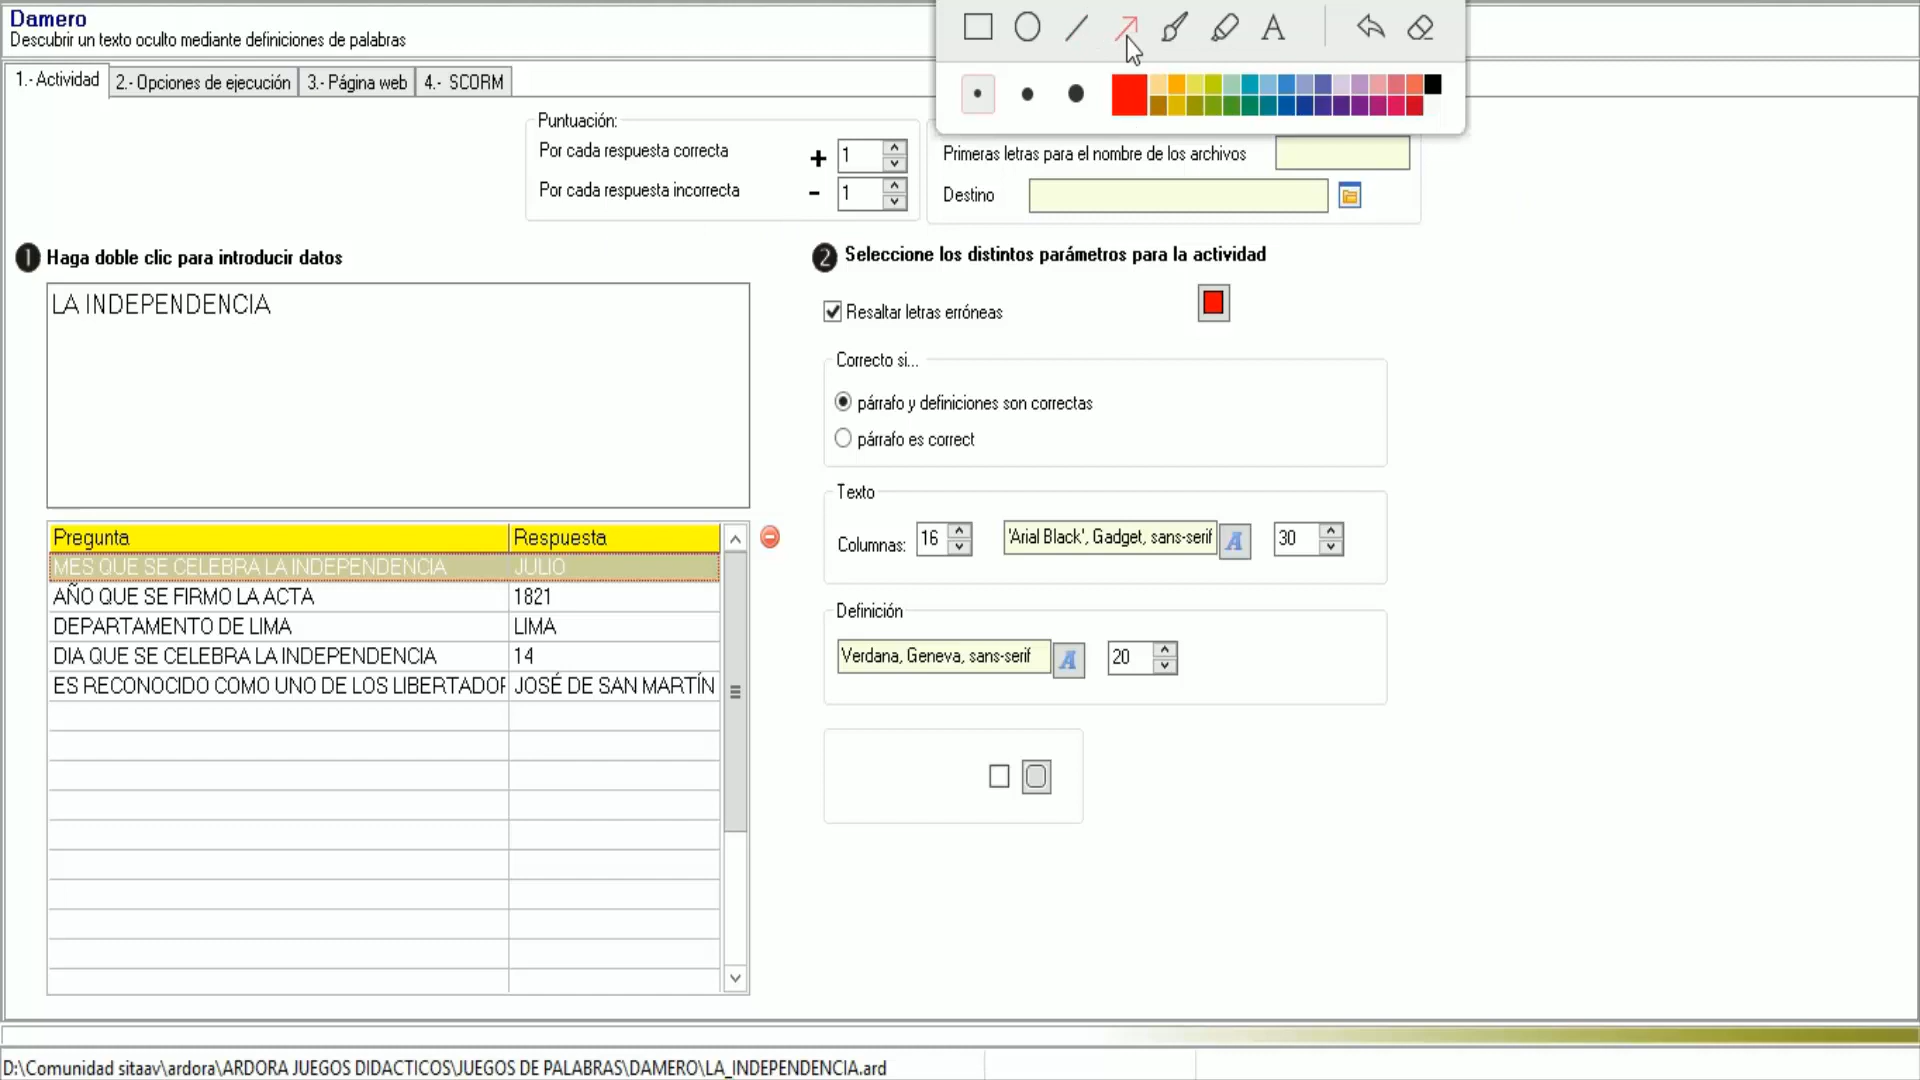 Damero
Descubrir un texto oculto mediante definiciones de palabras
1.- Actividad
2.- Opciones de ejecución
3.- Página web
4.- SCORM
A
Puntuación:
Por cada respuesta correcta
+
1
Por cada respuesta incorrecta
-
1
Primeras letras para el nombre de los archivos
Destino
1 Haga doble clic para introducir datos
LA INDEPENDENCIA
Pregunta Respuesta
MES QUE SE CELEBRA LA INDEPENDENCIA JULIO
AÑO QUE SE FIRMO LA ACTA 1821
DEPARTAMENTO DE LIMA LIMA
DIA QUE SE CELEBRA LA INDEPENDENCIA 14
ES RECONOCIDO COMO UNO DE LOS LIBERTADOR JOSÉ DE SAN MARTÍN
2 Seleccione los distintos parámetros para la actividad
Resaltar letras erróneas
Correcto si...
párrafo y definiciones son correctas
párrafo es correct
Texto
Columnas: 16 'Arial Black', Gadget, sans-serif A 30
Definición
Verdana, Geneva, sans-serif A 20
D:\Comunidad sitaav\ardora\ARDORA JUEGOS DIDACTICOS\JUEGOS DE PALABRAS\DAMERO\LA_INDEPENDENCIA.ard